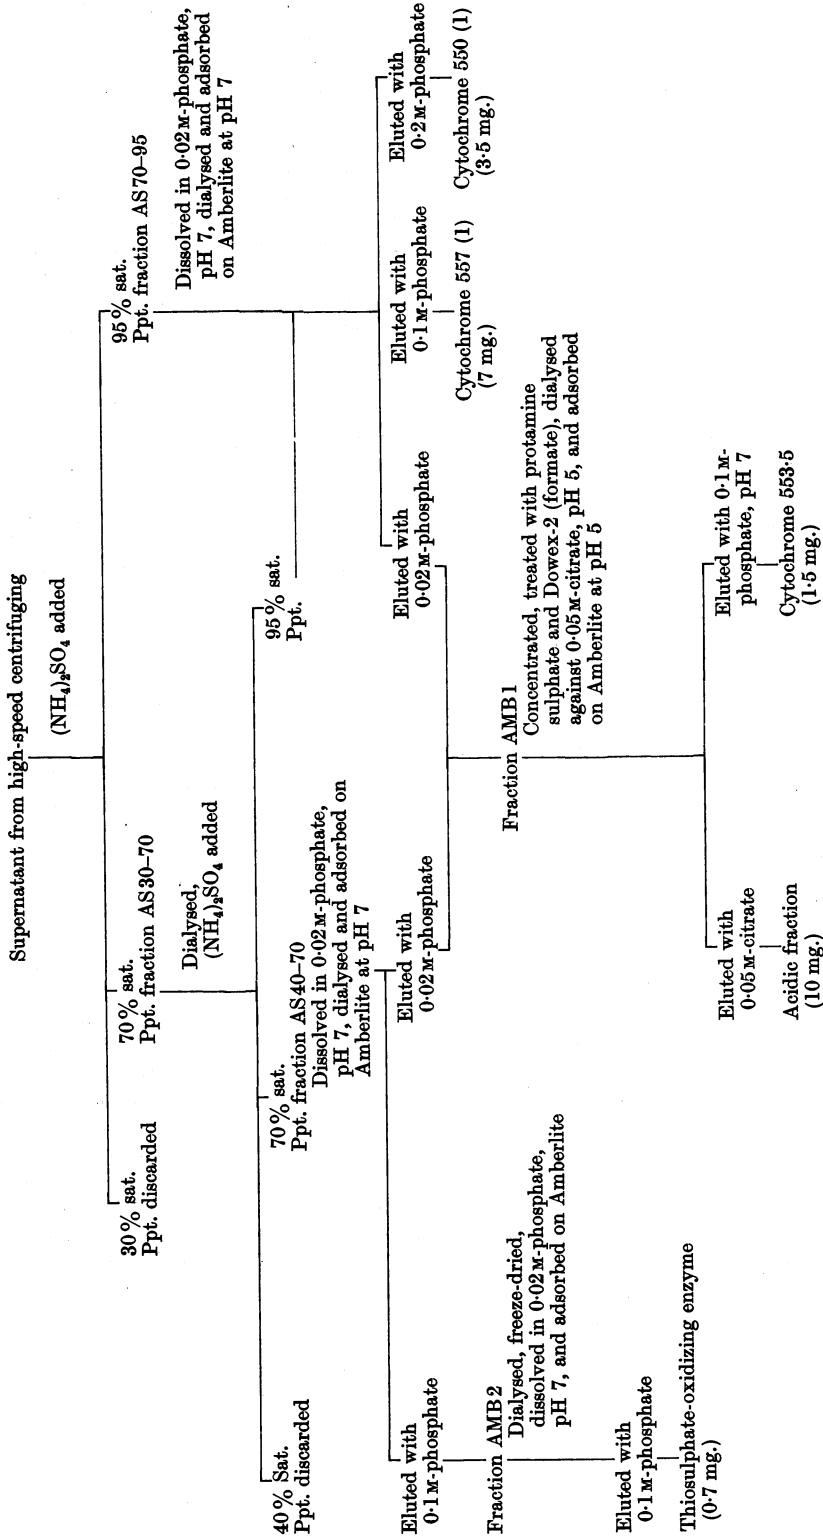 Supernatant from high-speed centrifuging
(NH₄)₂SO₄ added
30% sat.
Ppt. discarded
70% sat.
Ppt. fraction AS30–70
95% sat.
Ppt. fraction AS70–95
Dialysed,
(NH₄)₂SO₄ added
Dissolved in 0·02M-phosphate,
pH 7, dialysed and adsorbed
on Amberlite at pH 7
40% Sat.
Ppt. discarded
70% sat.
Ppt. fraction AS40–70
Dissolved in 0·02M-phosphate,
pH 7, dialysed and adsorbed on
Amberlite at pH 7
95% sat.
Ppt.
Eluted with
0·1M-phosphate
Eluted with
0·02M-phosphate
Eluted with
0·02M-phosphate
Eluted with
0·1M-phosphate
Eluted with
0·2M-phosphate
Cytochrome 557 (1)
(7 mg.)
Cytochrome 550 (1)
(3·5 mg.)
Fraction AMB2
Dialysed, freeze-dried,
dissolved in 0·02M-phosphate,
pH 7, and adsorbed on Amberlite
Fraction AMB1
Concentrated, treated with protamine
sulphate and Dowex-2 (formate), dialysed
against 0·05M-citrate, pH 5, and adsorbed
on Amberlite at pH 5
Eluted with
0·1M-phosphate
Thiosulphate-oxidizing enzyme
(0·7 mg.)
Eluted with
0·05M-citrate
Acidic fraction
(10 mg.)
Eluted with 0·1M-
phosphate, pH 7
Cytochrome 553·5
(1·5 mg.)